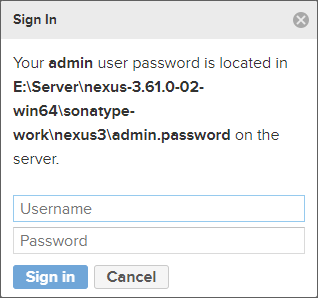 Sign In
Your admin user password is located in
E:\Server\nexus-3.61.0-02-
win64\sonatype-
work\nexus3\admin.password on the
server.
Username
Password
Sign in Cancel